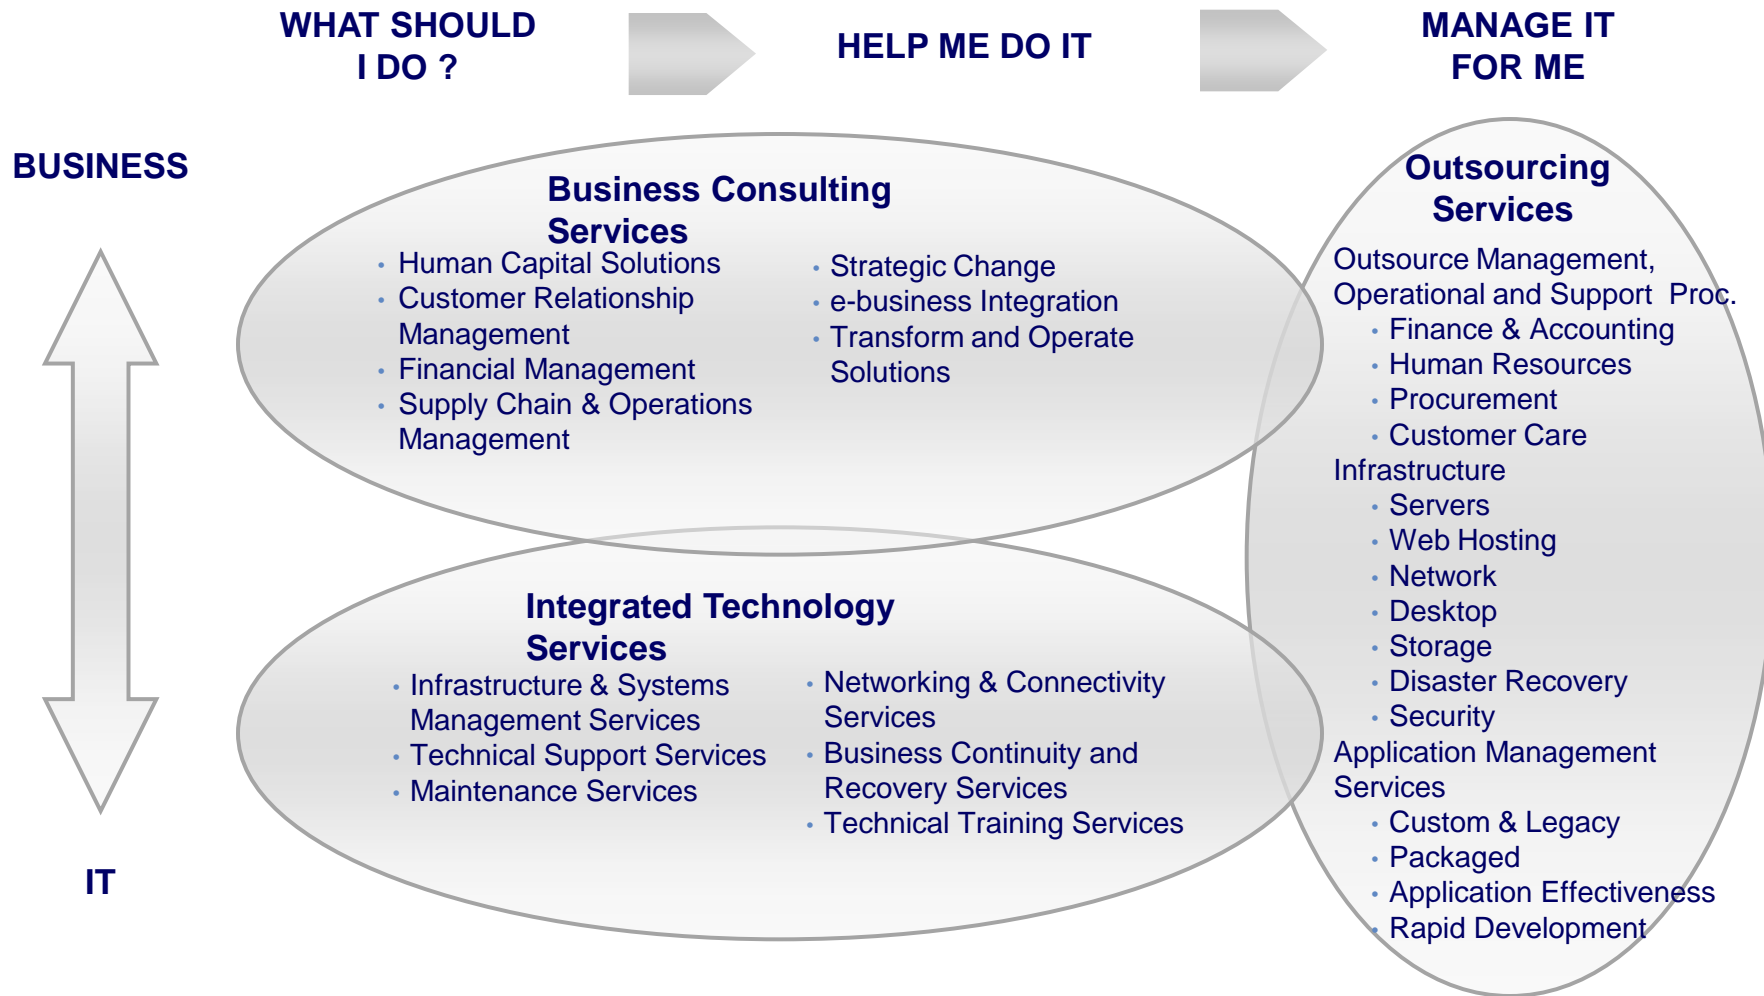 WHAT SHOULD
I DO ?
HELP ME DO IT
MANAGE IT
FOR ME
BUSINESS
IT
Business Consulting
Services
• Human Capital Solutions
• Customer Relationship
Management
• Financial Management
• Supply Chain & Operations
Management
• Strategic Change
• e-business Integration
• Transform and Operate
Solutions
Integrated Technology
Services
• Infrastructure & Systems
Management Services
• Technical Support Services
• Maintenance Services
• Networking & Connectivity
Services
• Business Continuity and
Recovery Services
• Technical Training Services
Outsourcing
Services
Outsource Management,
Operational and Support Proc.
• Finance & Accounting
• Human Resources
• Procurement
• Customer Care
Infrastructure
• Servers
• Web Hosting
• Network
• Desktop
• Storage
• Disaster Recovery
• Security
Application Management
Services
• Custom & Legacy
• Packaged
• Application Effectiveness
• Rapid Development